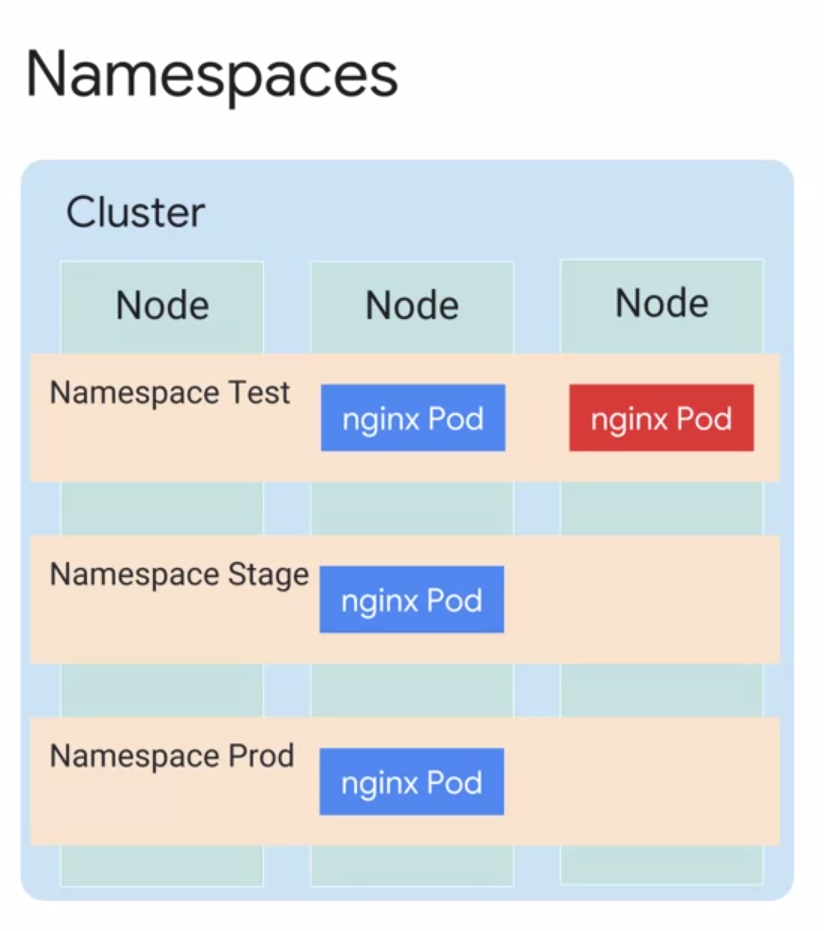 Namespaces
Cluster
Node Node Node
Namespace Test nginx Pod nginx Pod
Namespace Stage nginx Pod
Namespace Prod nginx Pod